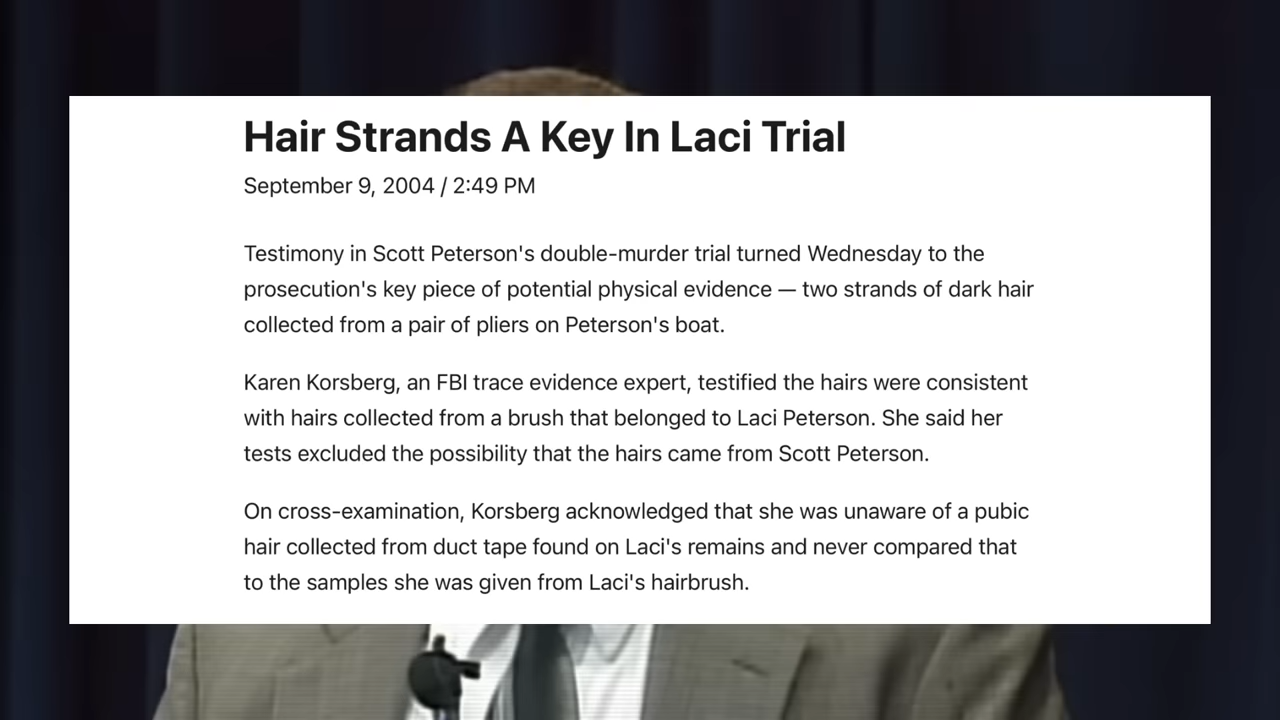 Hair Strands A Key In Laci Trial
September 9, 2004 / 2:49 PM
Testimony in Scott Peterson's double-murder trial turned Wednesday to the
prosecution's key piece of potential physical evidence — two strands of dark hair
collected from a pair of pliers on Peterson's boat.
Karen Korsberg, an FBI trace evidence expert, testified the hairs were consistent
with hairs collected from a brush that belonged to Laci Peterson. She said her
tests excluded the possibility that the hairs came from Scott Peterson.
On cross-examination, Korsberg acknowledged that she was unaware of a pubic
hair collected from duct tape found on Laci's remains and never compared that
to the samples she was given from Laci's hairbrush.